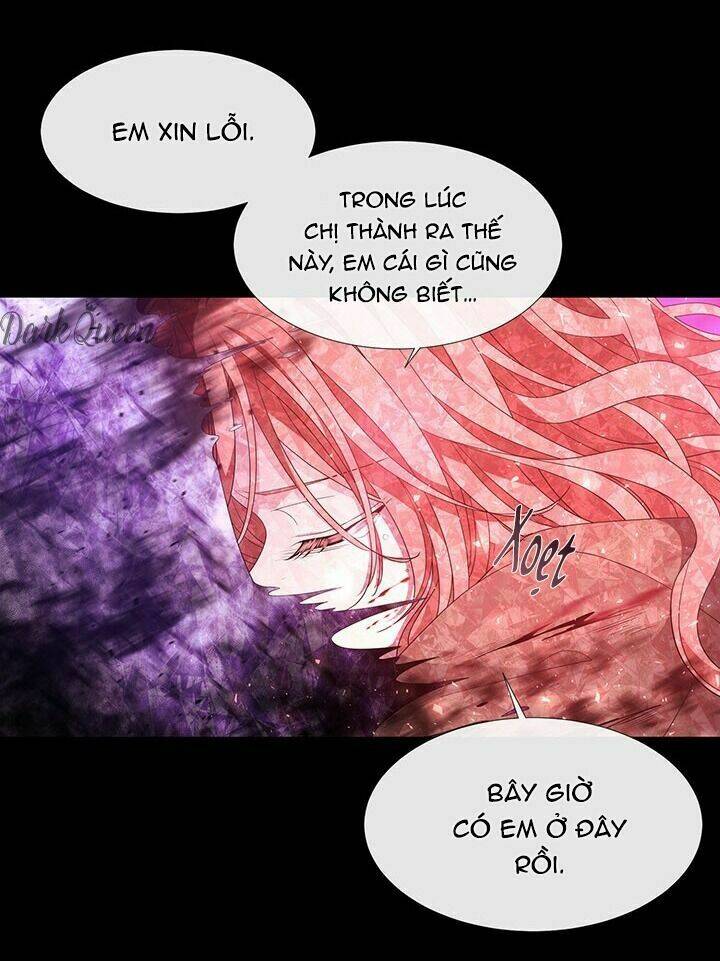 EM XIN LỖI.
TRONG LÚC
CHỊ THÀNH RA THẾ
NÀY, EM CÁI GÌ CŨNG
KHÔNG BIẾT...
DarkQueen
Xoẹt
BÂY GIỜ
CÓ EM Ở ĐÂY
RỒI.